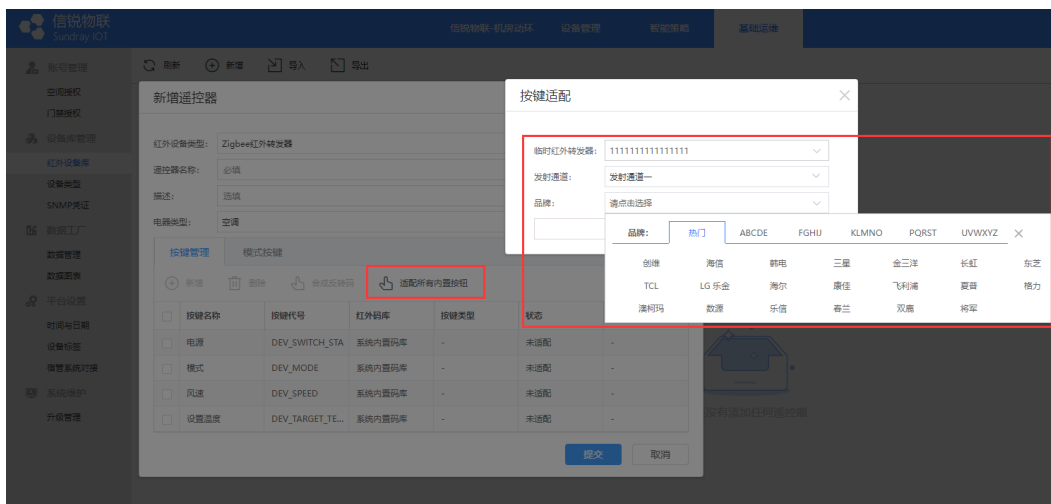 信锐物联
Sundray IOT
信锐物联-机房动环 设备管理 智能策略 基础运维
账号管理
空间授权
门禁授权
设备库管理
红外设备库
设备类型
SNMP凭证
数据工厂
数据管理
数据图表
平台设置
时间与日期
设备标签
宿管系统对接
系统维护
升级管理
刷新 新增 导入 导出
新增遥控器
红外设备类型: Zigbee红外转发器
遥控器名称: 必填
描述: 选填
电器类型: 空调
按键管理 模式按键
新增 删除 合成反转码 适配所有内置按钮
按键名称 按键代号 红外码库 按键类型 状态
电源 DEV_SWITCH_STA 系统内置码库 - 未适配 -
模式 DEV_MODE 系统内置码库 - 未适配 -
风速 DEV_SPEED 系统内置码库 - 未适配 -
设置温度 DEV_TARGET_TE... 系统内置码库 - 未适配 -
提交 取消
按键适配
临时红外转发器: 1111111111111111
发射通道: 发射通道一
品牌: 请点击选择
品牌: 热门 ABCDE FGHIJ KLMNO PQRST UVWXYZ
创维 海信 韩电 三星 金三洋 长虹 东芝
TCL LG 乐金 海尔 康佳 飞利浦 夏普 格力
澳柯玛 数源 乐信 春兰 双鹿 将军
没有添加任何遥控器